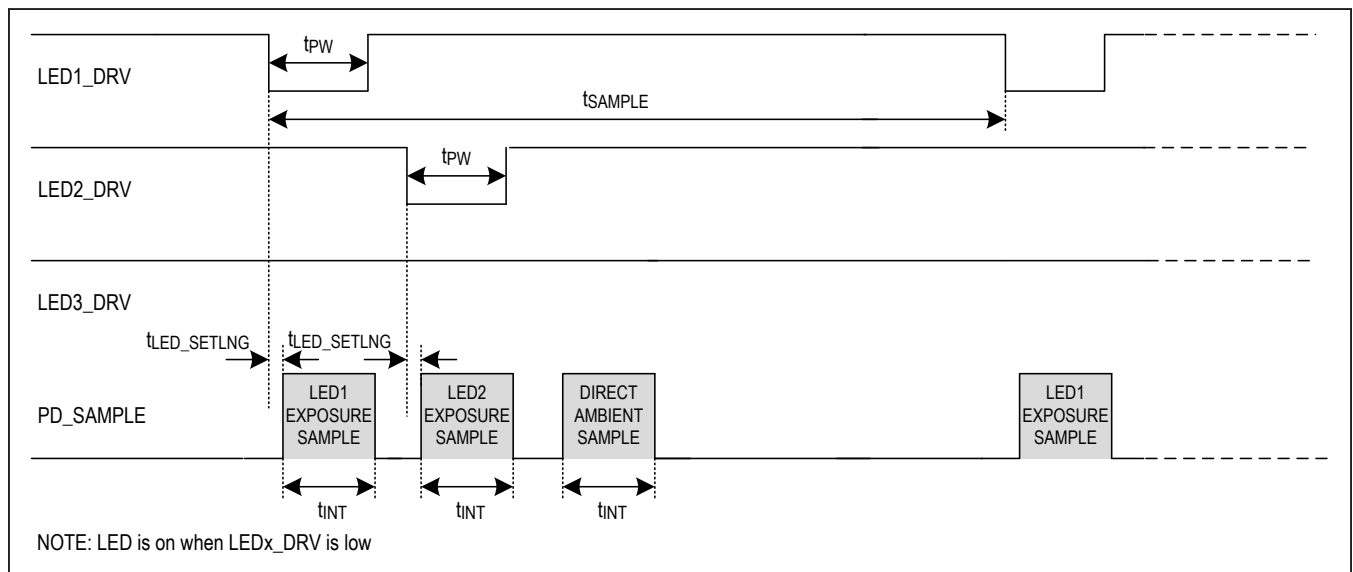 tPW
LED1_DRV
tSAMPLE
tPW
LED2_DRV
LED3_DRV
tLED_SETLNG
tLED_SETLNG
PD_SAMPLE
LED1
EXPOSURE
SAMPLE
LED2
EXPOSURE
SAMPLE
DIRECT
AMBIENT
SAMPLE
LED1
EXPOSURE
SAMPLE
tINT
tINT
tINT
NOTE: LED is on when LEDx_DRV is low